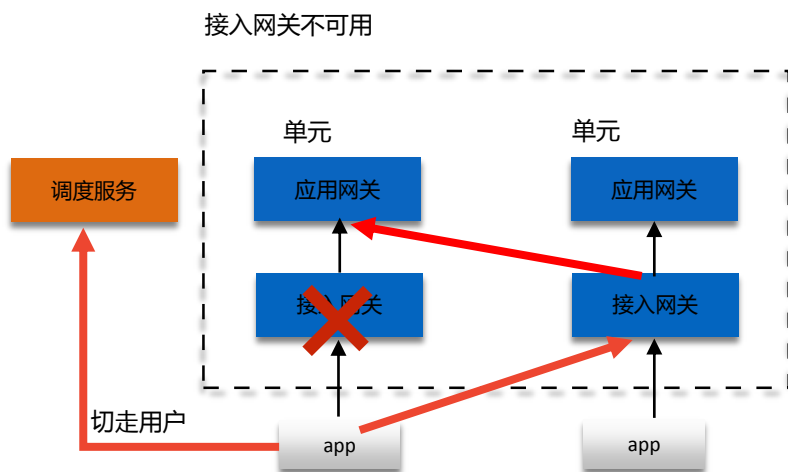 接入网关不可用
单元
单元
调度服务
应用网关
应用网关
接入网关
接入网关
切走用户
app
app